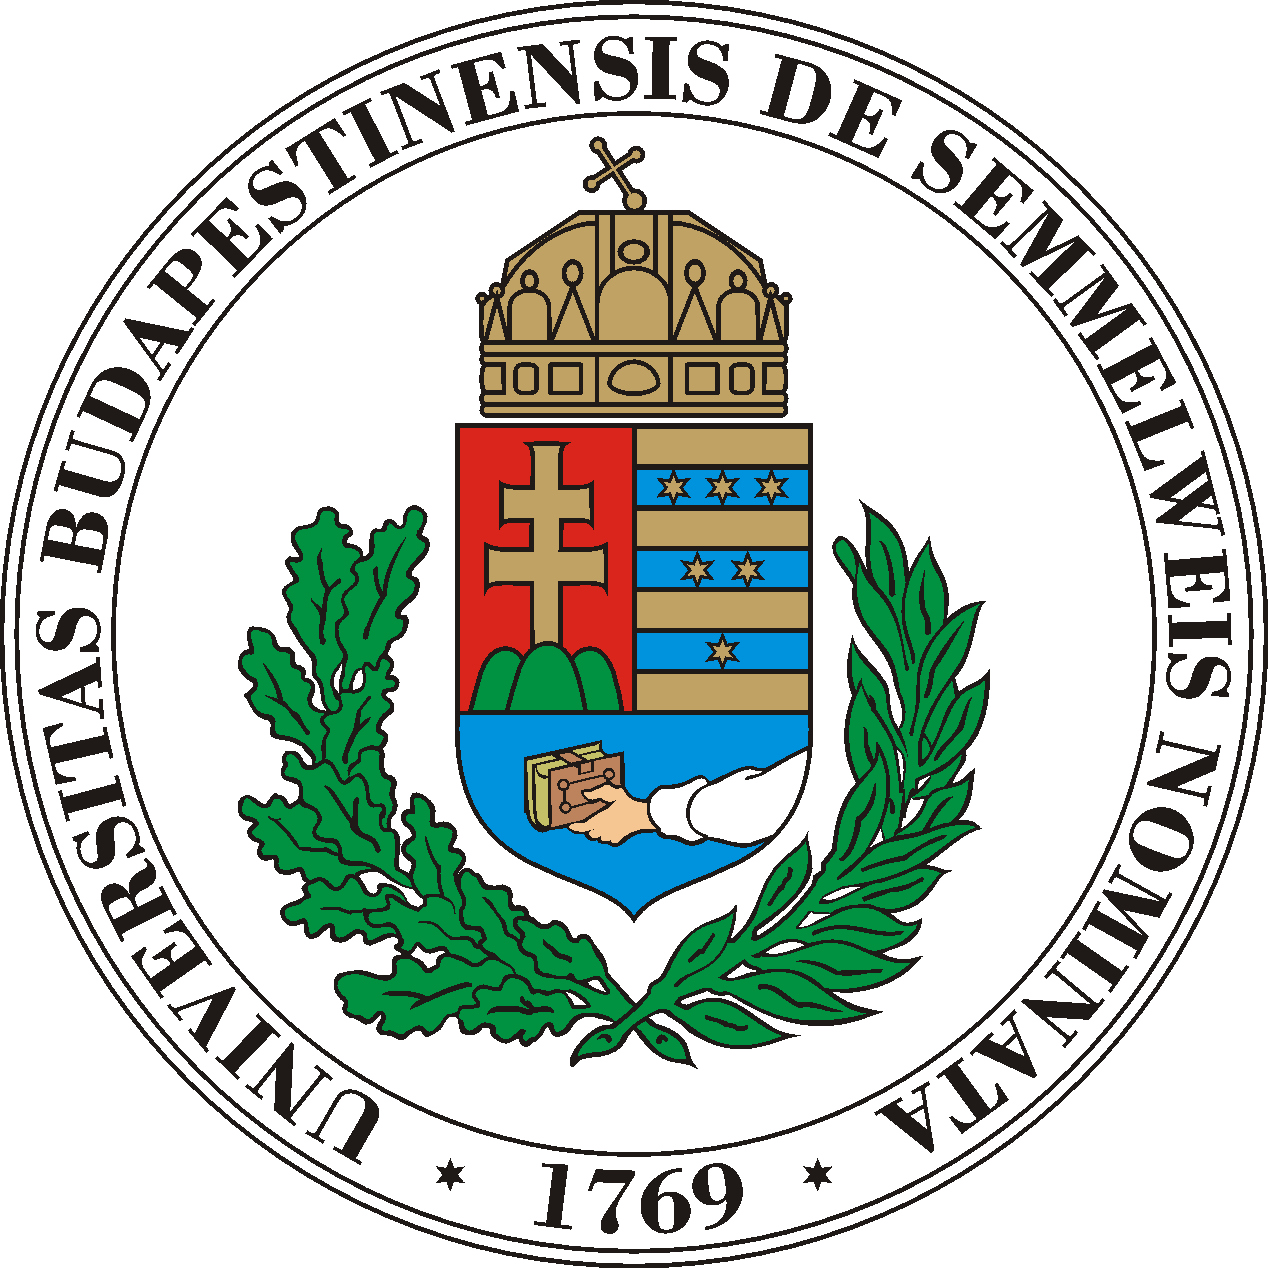 UNIVERSITAS BUDAPESTINENSIS DE SEMMELWEIS NOMINATA
1769